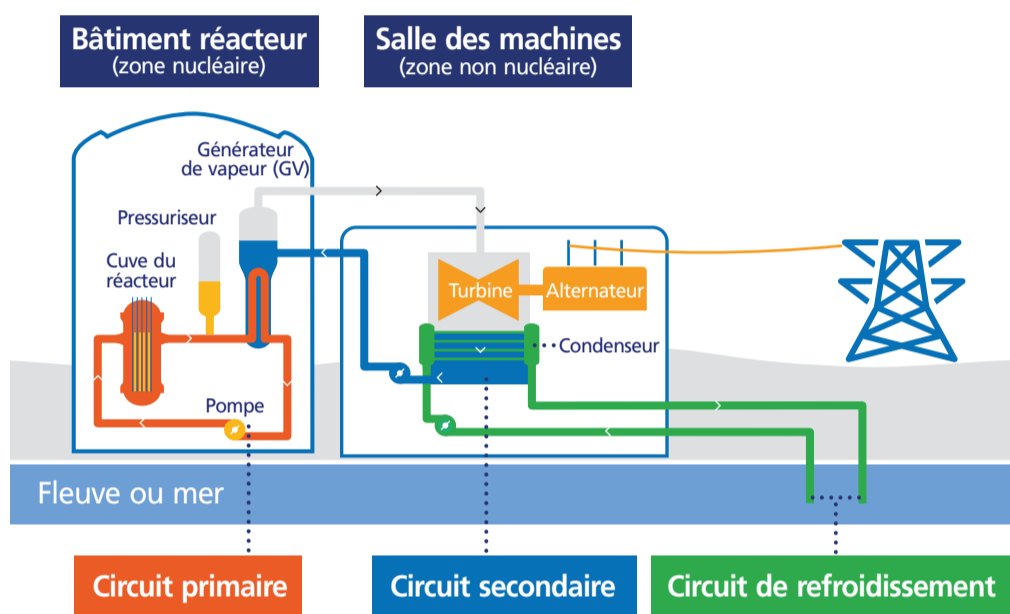 Bâtiment réacteur
(zone nucléaire)
Salle des machines
(zone non nucléaire)
Générateur
de vapeur (GV)
Pressuriseur
Cuve du
réacteur
Turbine
Alternateur
Condenseur
Pompe
Fleuve ou mer
Circuit primaire
Circuit secondaire
Circuit de refroidissement